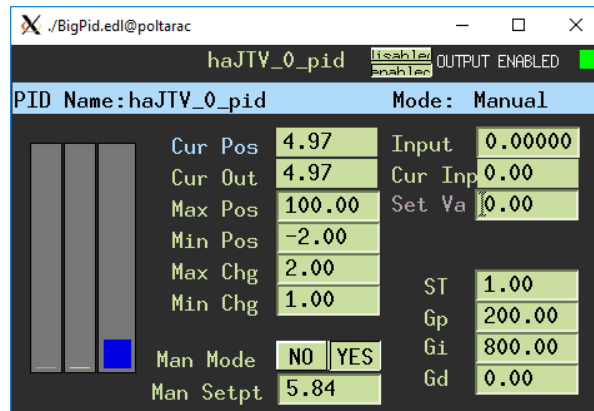 ./BigPid.edl@poltarac
haJTV_0_pid
Disabled
enabled
OUTPUT ENABLED
PID Name:haJTV_0_pid
Mode: Manual
Cur Pos 4.97
Cur Out 4.97
Max Pos 100.00
Min Pos -2.00
Max Chg 2.00
Min Chg 1.00
Man Mode NO YES
Man Setpt 5.84
Input 0.00000
Cur Inp 0.00
Set Va 0.00
ST 1.00
Gp 200.00
Gi 800.00
Gd 0.00